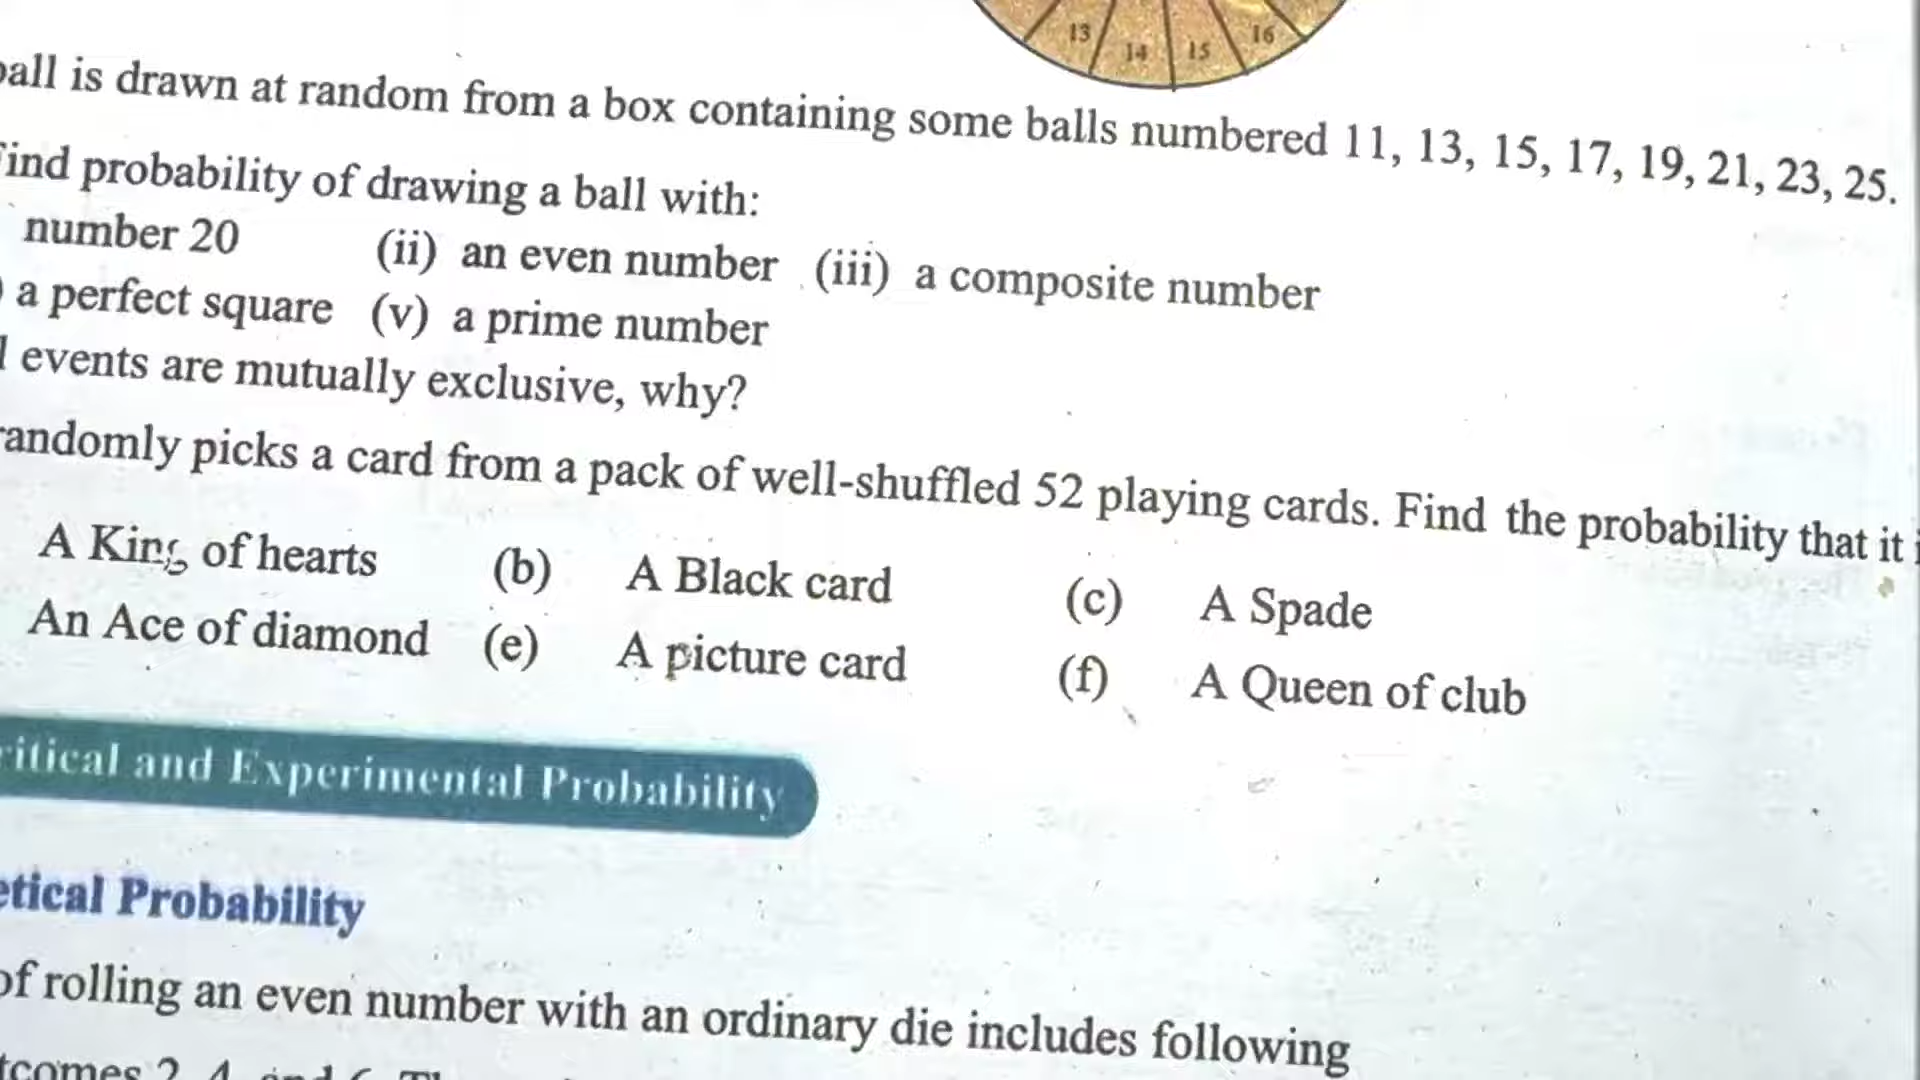 13 14 15 16
ball is drawn at random from a box containing some balls numbered 11, 13, 15, 17, 19, 21, 23, 25.
Find probability of drawing a ball with:
number 20 (ii) an even number (iii) a composite number
a perfect square (v) a prime number
events are mutually exclusive, why?
randomly picks a card from a pack of well-shuffled 52 playing cards. Find the probability that it
A King of hearts (b) A Black card (c) A Spade
An Ace of diamond (e) A picture card (f) A Queen of club
and Experimental Probability
etical Probability
of rolling an even number with an ordinary die includes following